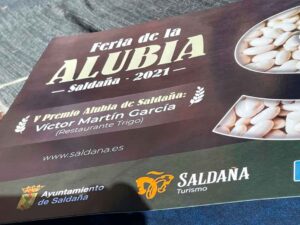 Feria de la
ALUBIA
Saldaña · 2021
V Premio Alubia de Saldaña:
Víctor Martín García
(Restaurante Trigo)
www.saldana.es
Ayuntamiento
de Saldaña
SALDAÑA
Turismo